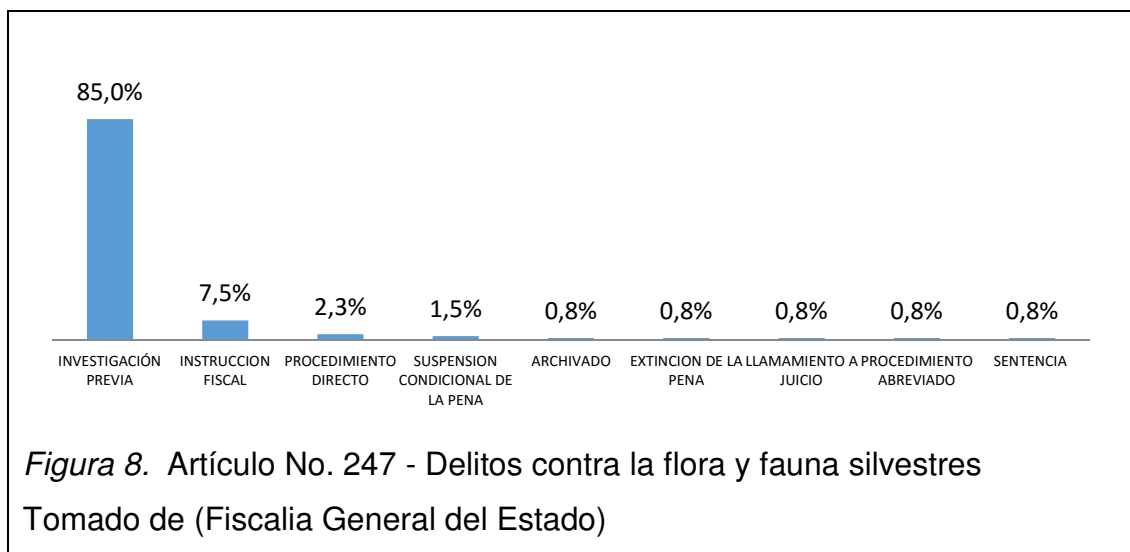 85,0%
7,5%
2,3%
1,5%
0,8%
0,8%
0,8%
0,8%
0,8%
INVESTIGACIÓN PREVIA
INSTRUCCION FISCAL
PROCEDIMIENTO DIRECTO
SUSPENSION CONDICIONAL DE LA PENA
ARCHIVADO
EXTINCION DE LA PENA
LLAMAMIENTO A JUICIO
PROCEDIMIENTO ABREVIADO
SENTENCIA
Figura 8. Artículo No. 247 - Delitos contra la flora y fauna silvestres
Tomado de (Fiscalia General del Estado)